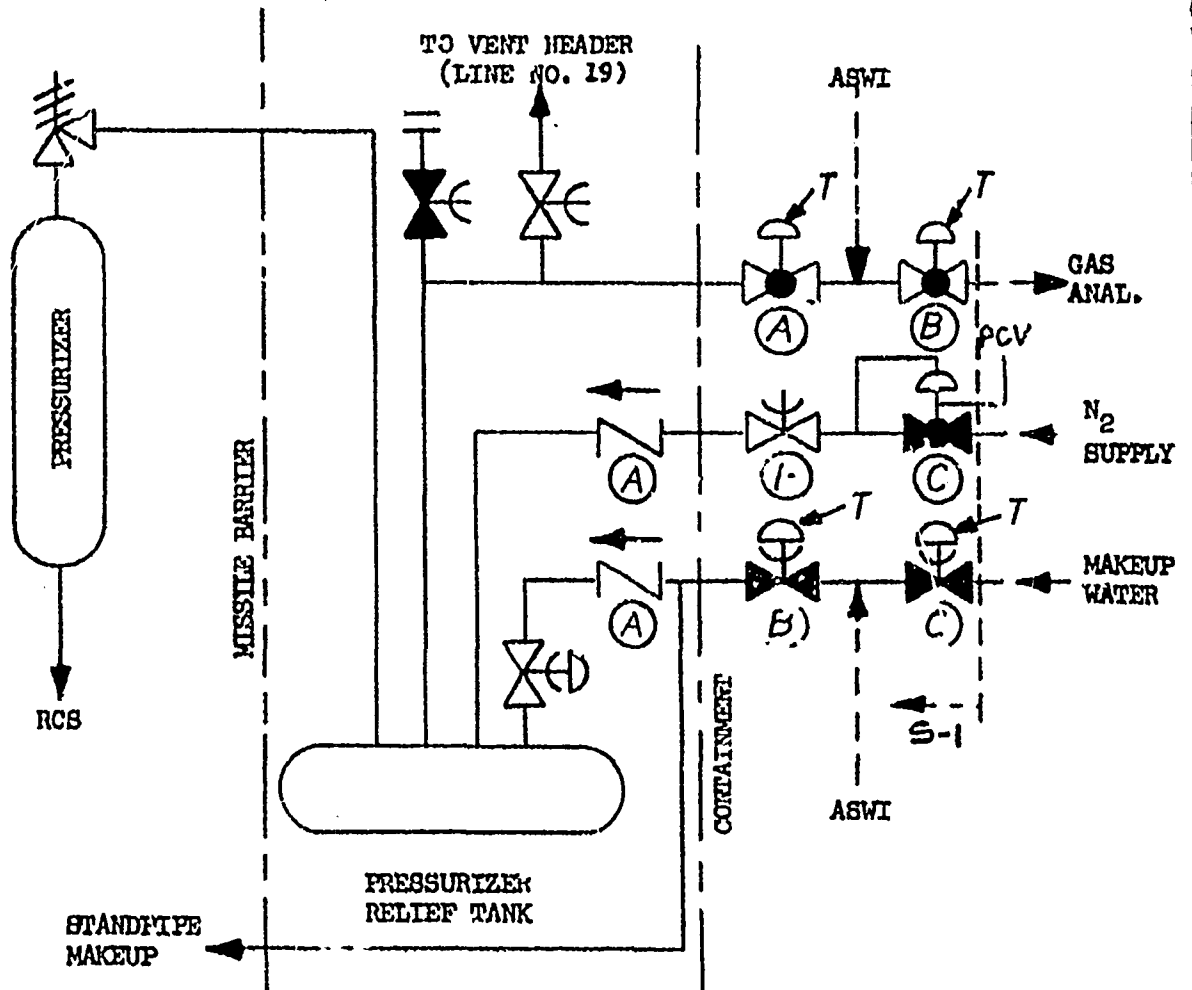 TO VENT HEADER
(LINE NO. 19)
ASWI
T
T
GAS
ANAL.
A
B
PCV
PRESSURIZER
N2
SUPPLY
A
1
C
T
T
MISSILE BARRIER
MAKEUP
WATER
A
B
C
RCS
CONTAINMENT
S-1
ASWI
PRESSURIZER
RELIEF TANK
STANDPIPE
MAKEUP